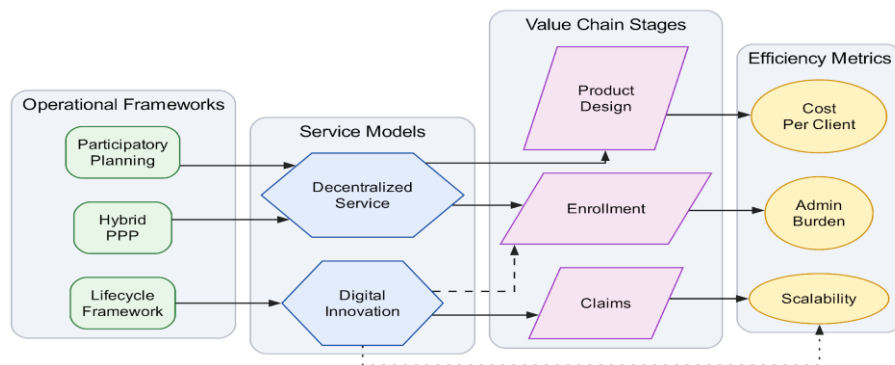 Operational Frameworks
Participatory
Planning
Hybrid
PPP
Lifecycle
Framework
Service Models
Decentralized
Service
Digital
Innovation
Value Chain Stages
Product
Design
Enrollment
Claims
Efficiency Metrics
Cost
Per Client
Admin
Burden
Scalability